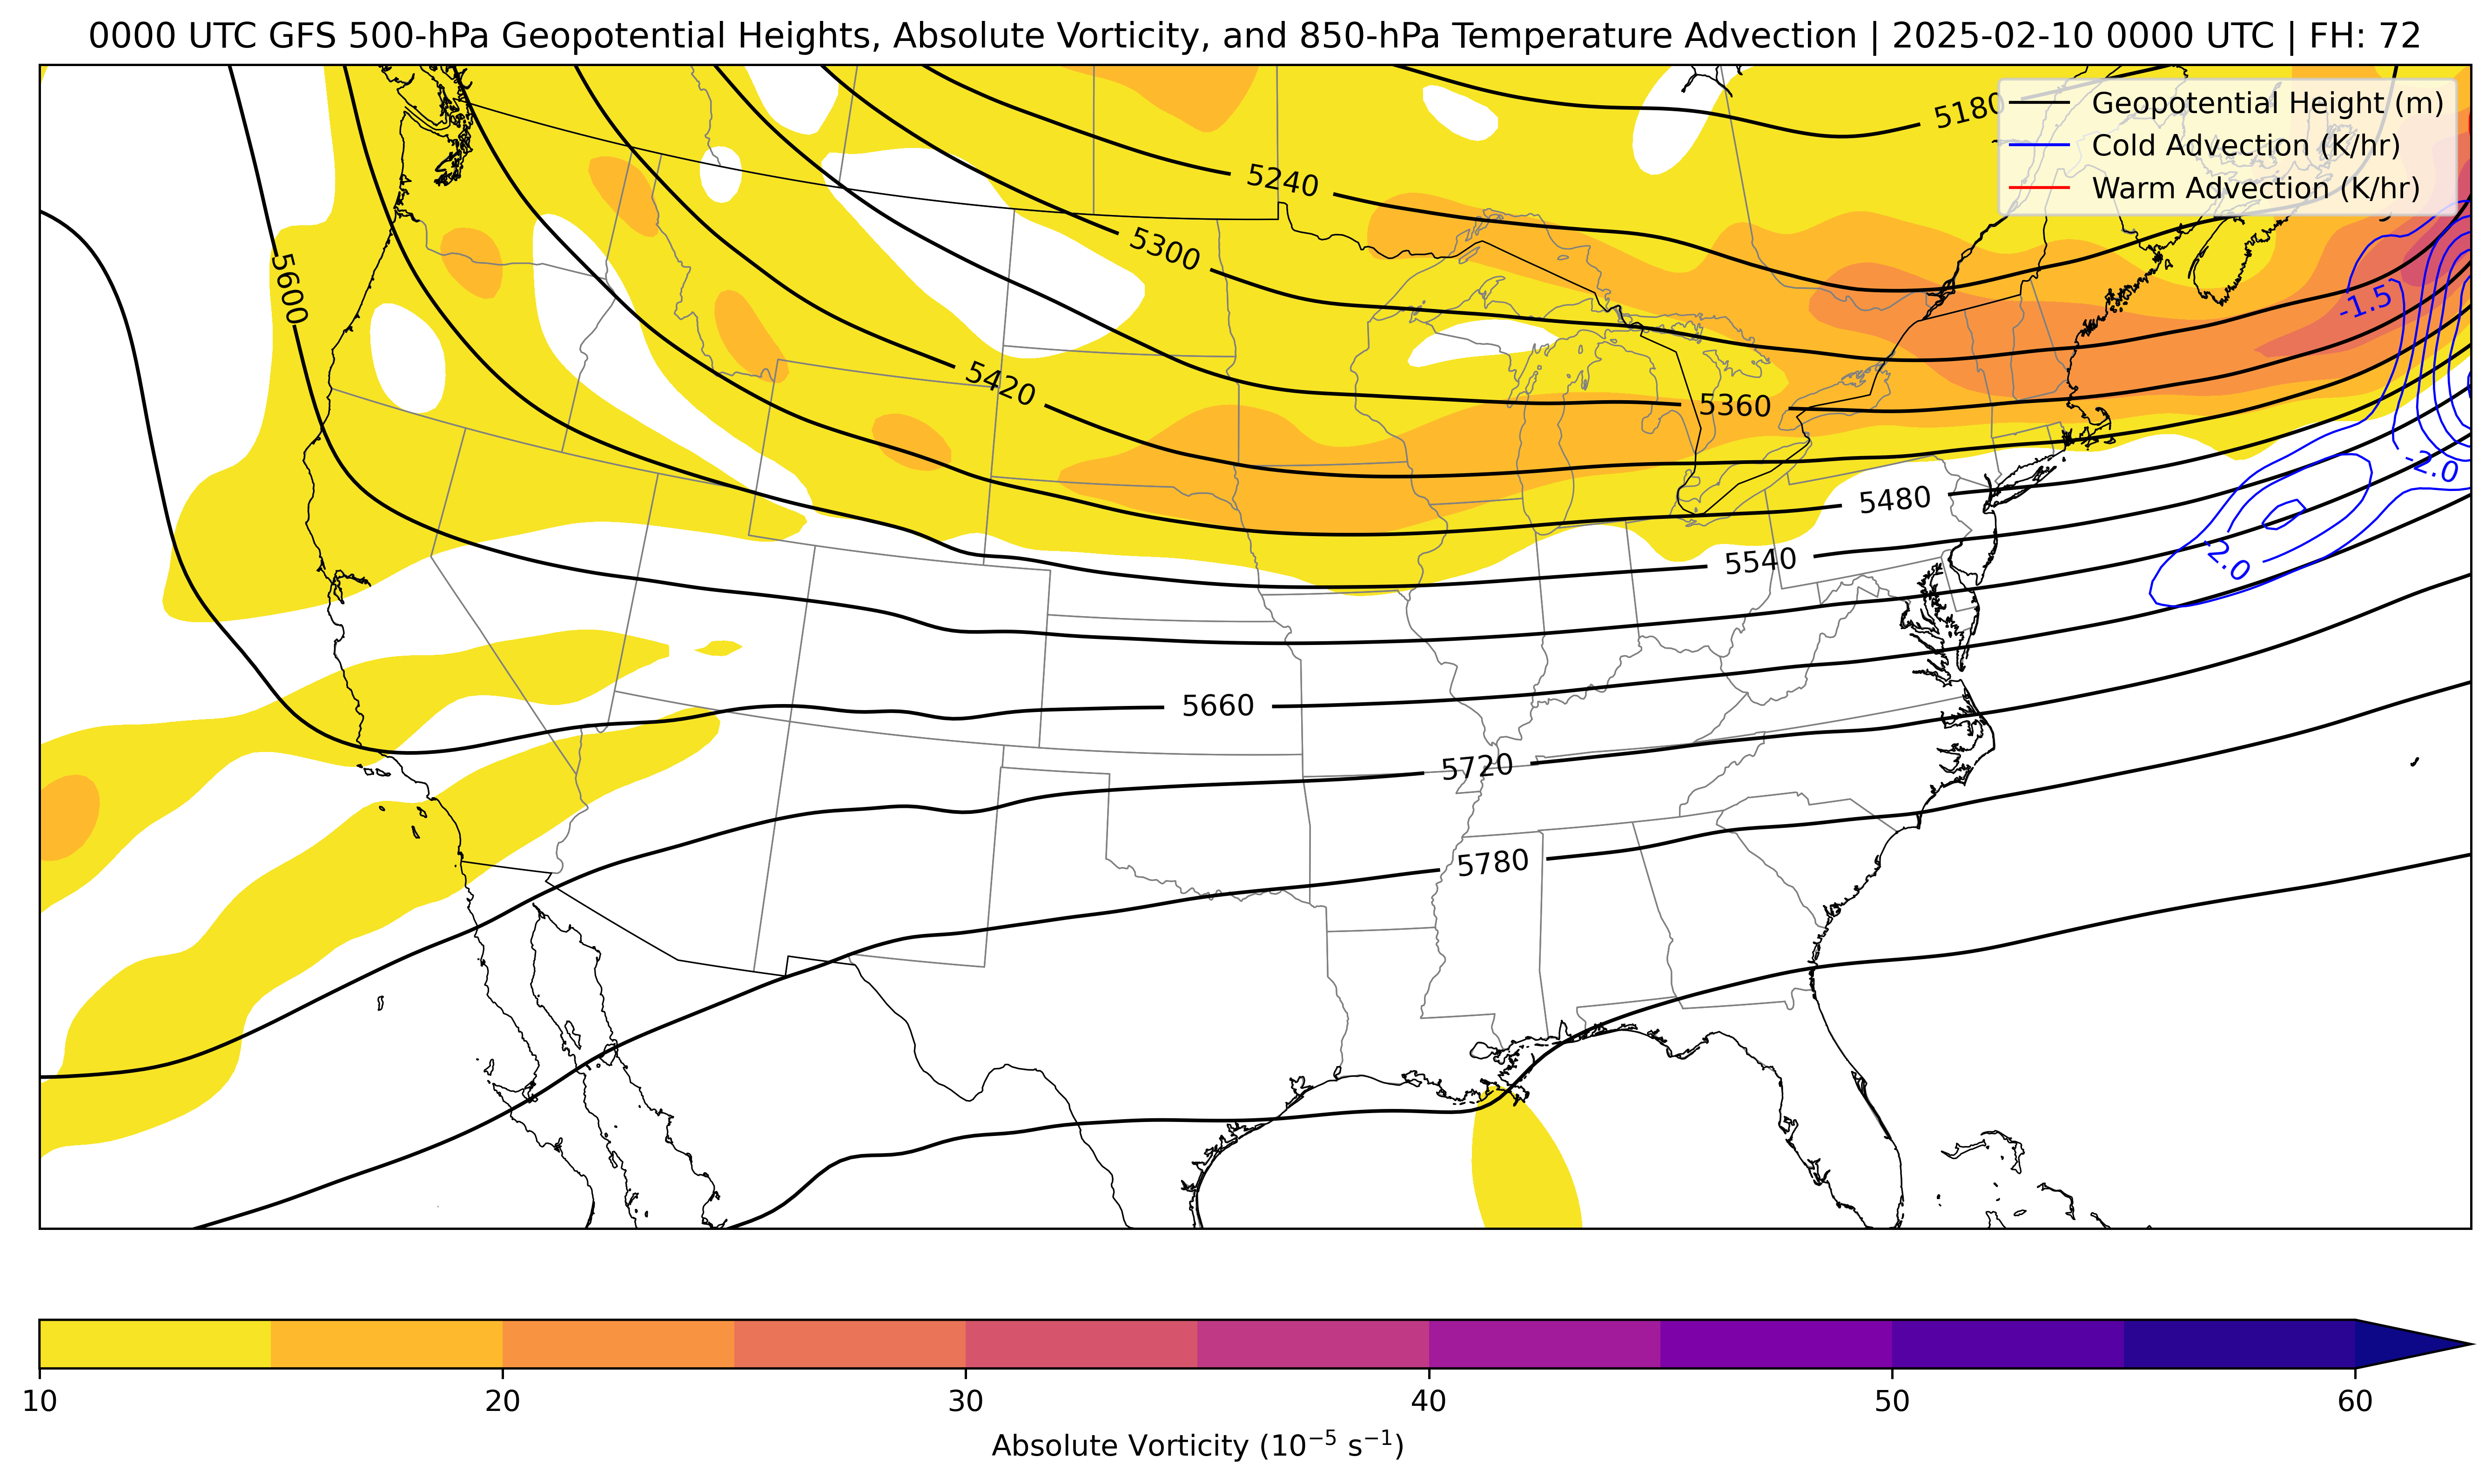 0000 UTC GFS 500-hPa Geopotential Heights, Absolute Vorticity, and 850-hPa Temperature Advection | 2025-02-10 0000 UTC | FH: 72
Geopotential Height (m)
Cold Advection (K/hr)
Warm Advection (K/hr)
5180
5240
5300
5600
-1.5
5420
5360
-2.0
5480
5540
-2.0
5660
5720
5780
10 20 30 40 50 60
Absolute Vorticity (10⁻⁵ s⁻¹)